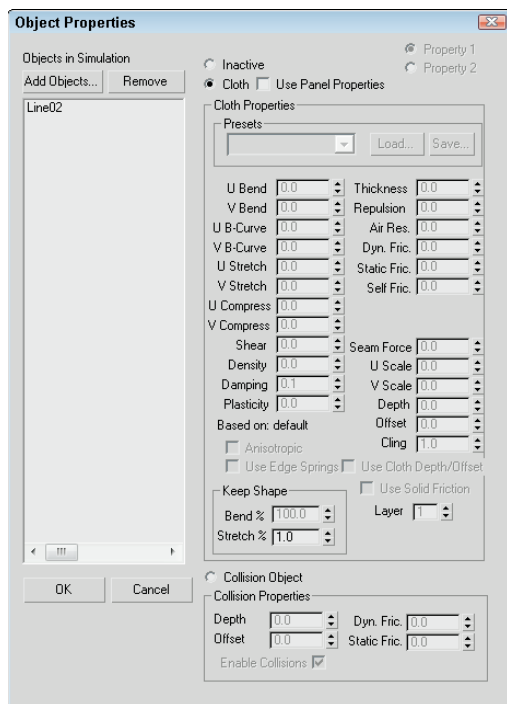 Object Properties
Objects in Simulation
Add Objects... Remove
Line02
OK Cancel
Property 1
Property 2
Inactive
Cloth Use Panel Properties
Cloth Properties
Presets
Load... Save...
U Bend 0.0 Thickness 0.0
V Bend 0.0 Repulsion 0.0
U B-Curve 0.0 Air Res. 0.0
V B-Curve 0.0 Dyn. Fric. 0.0
U Stretch 0.0 Static Fric. 0.0
V Stretch 0.0 Self Fric. 0.0
U Compress 0.0
V Compress 0.0
Shear 0.0 Seam Force 0.0
Density 0.0 U Scale 0.0
Damping 0.1 V Scale 0.0
Plasticity 0.0 Depth 0.0
Based on: default Offset 0.0
Anisotropic Cling 1.0
Use Edge Springs Use Cloth Depth/Offset
Keep Shape Use Solid Friction
Bend % 100.0 Layer 1
Stretch % 1.0
Collision Object
Collision Properties
Depth 0.0 Dyn. Fric. 0.0
Offset 0.0 Static Fric. 0.0
Enable Collisions